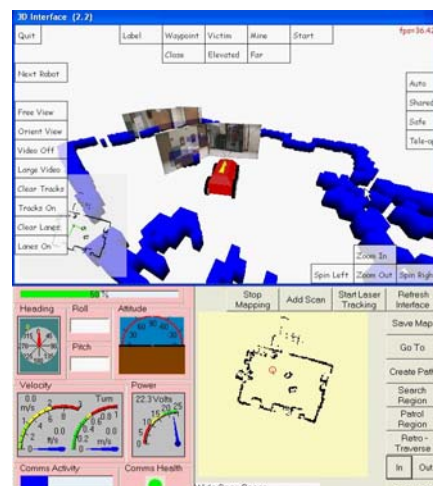 3D Interface (2.2)
Quit
Label
Waypoint
Victim
Mine
Start
fps=36.42
Close
Elevated
Far
Next Robot
Auto
Shared
Safe
Tele-op
Free View
Orient View
Video Off
Large Video
Clear Tracks
Tracks On
Clear Lanes
Lanes On
Zoom In
Spin Left
Zoom Out
Spin Right
50 %
Stop
Mapping
Add Scan
Start Laser
Tracking
Refresh
Interface
Heading
Roll
Attitude
Pitch
Save Map
Go To
Create Path
Search
Region
Patrol
Region
Retro -
Traverse
In
Out
Velocity
0.0
m/s
Turn
ft/s
m/s
Power
22.3 Volts
Comms Activity
Comms Health